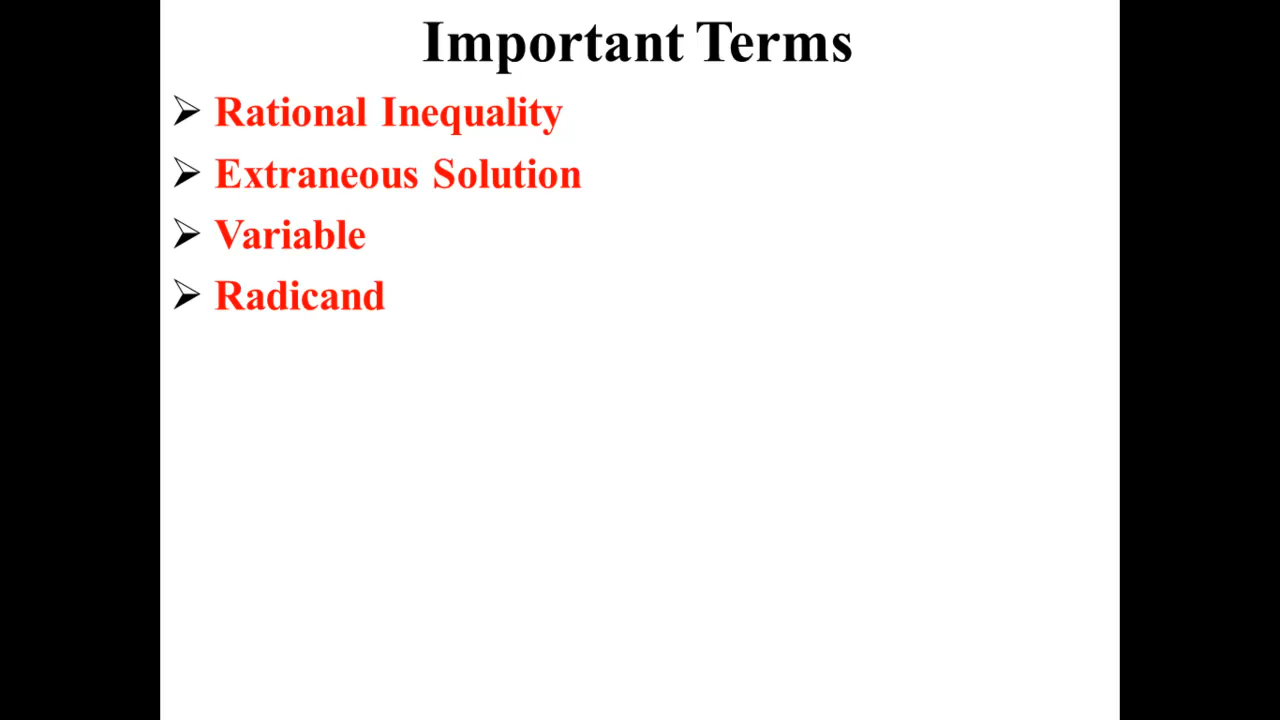 Important Terms
➢ Rational Inequality
➢ Extraneous Solution
➢ Variable
➢ Radicand